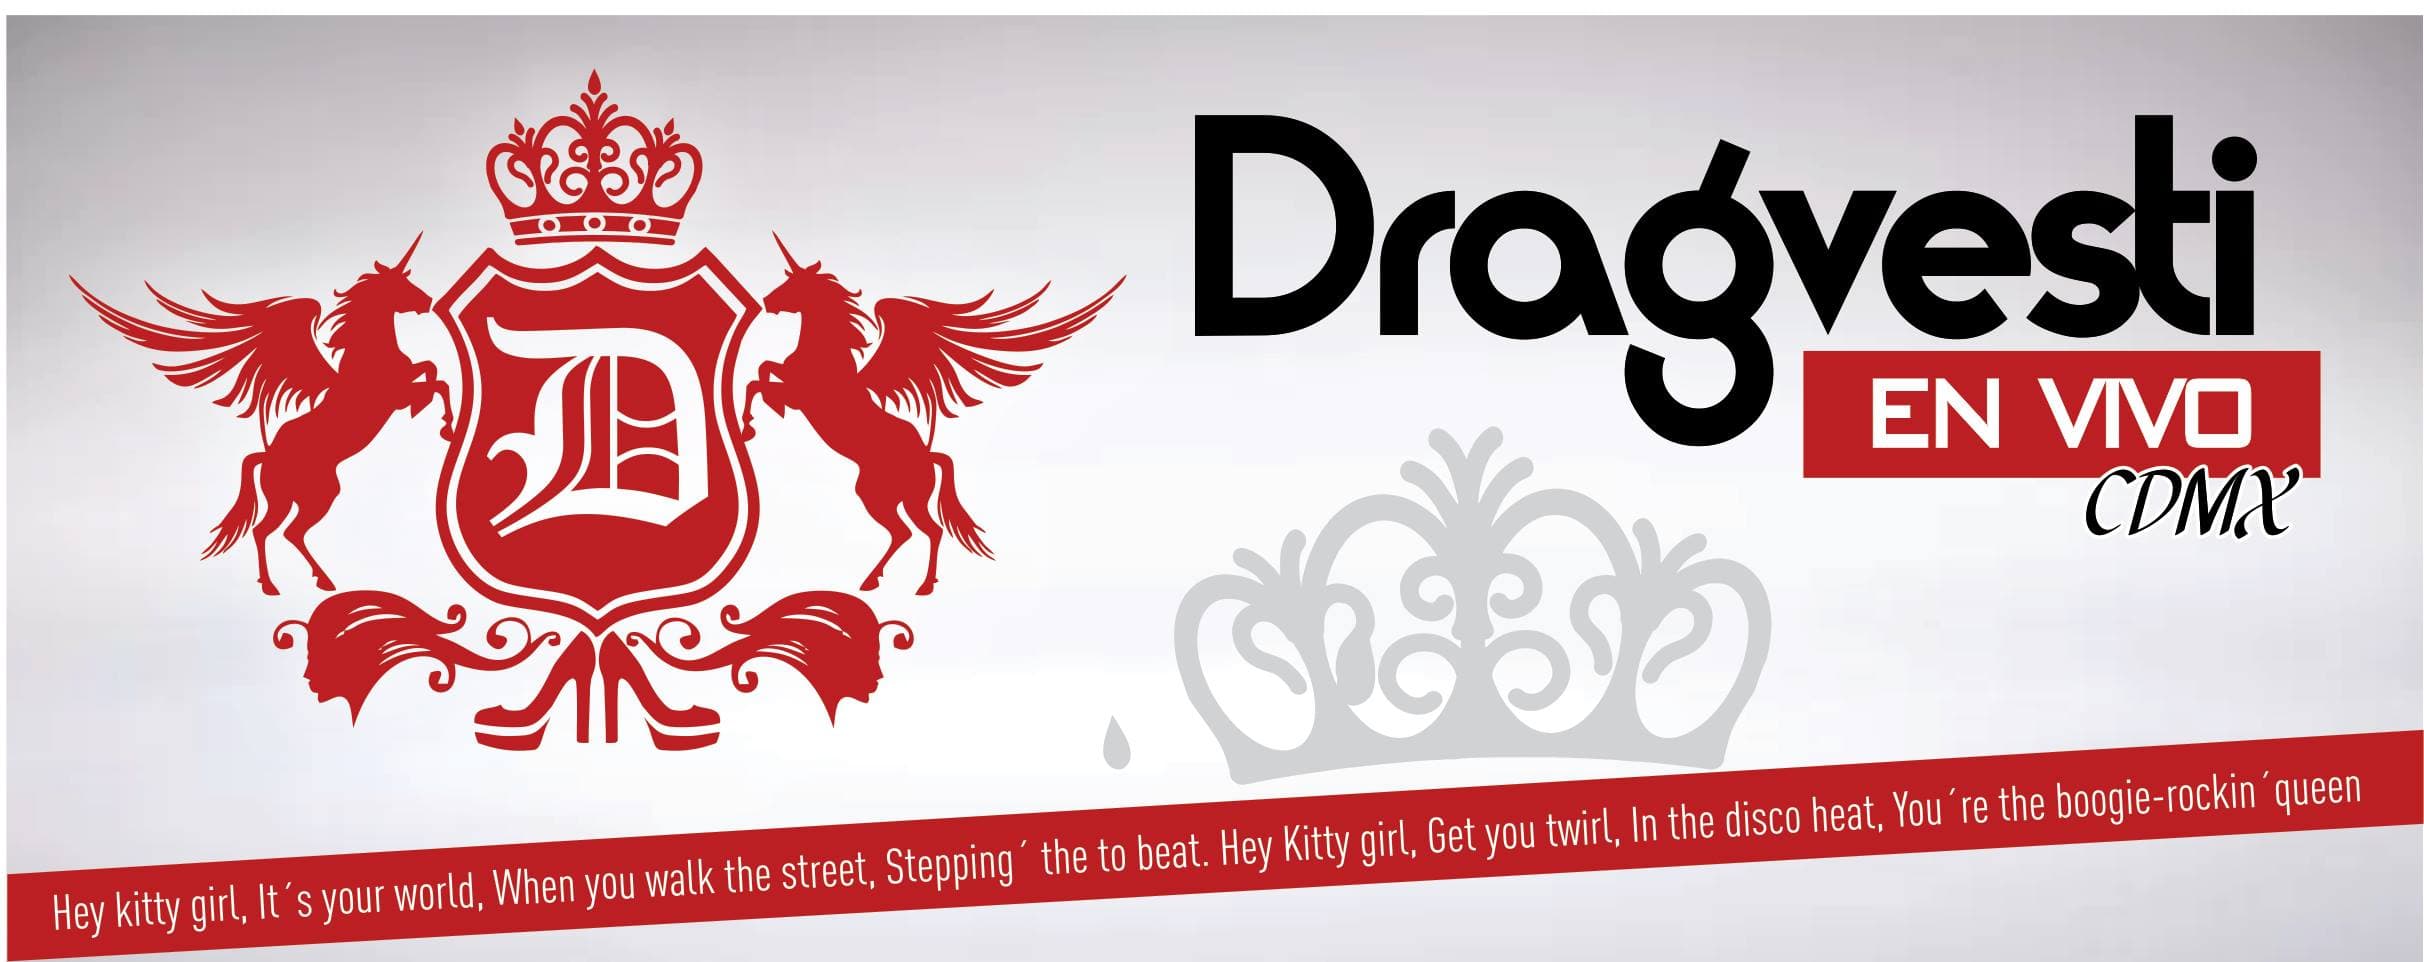 D
Dragvesti
EN VIVO
CDMX
Hey kitty girl, It´s your world, When you walk the street, Stepping´ the to beat. Hey Kitty girl, Get you twirl, In the disco heat, You´re the boogie-rockin´queen